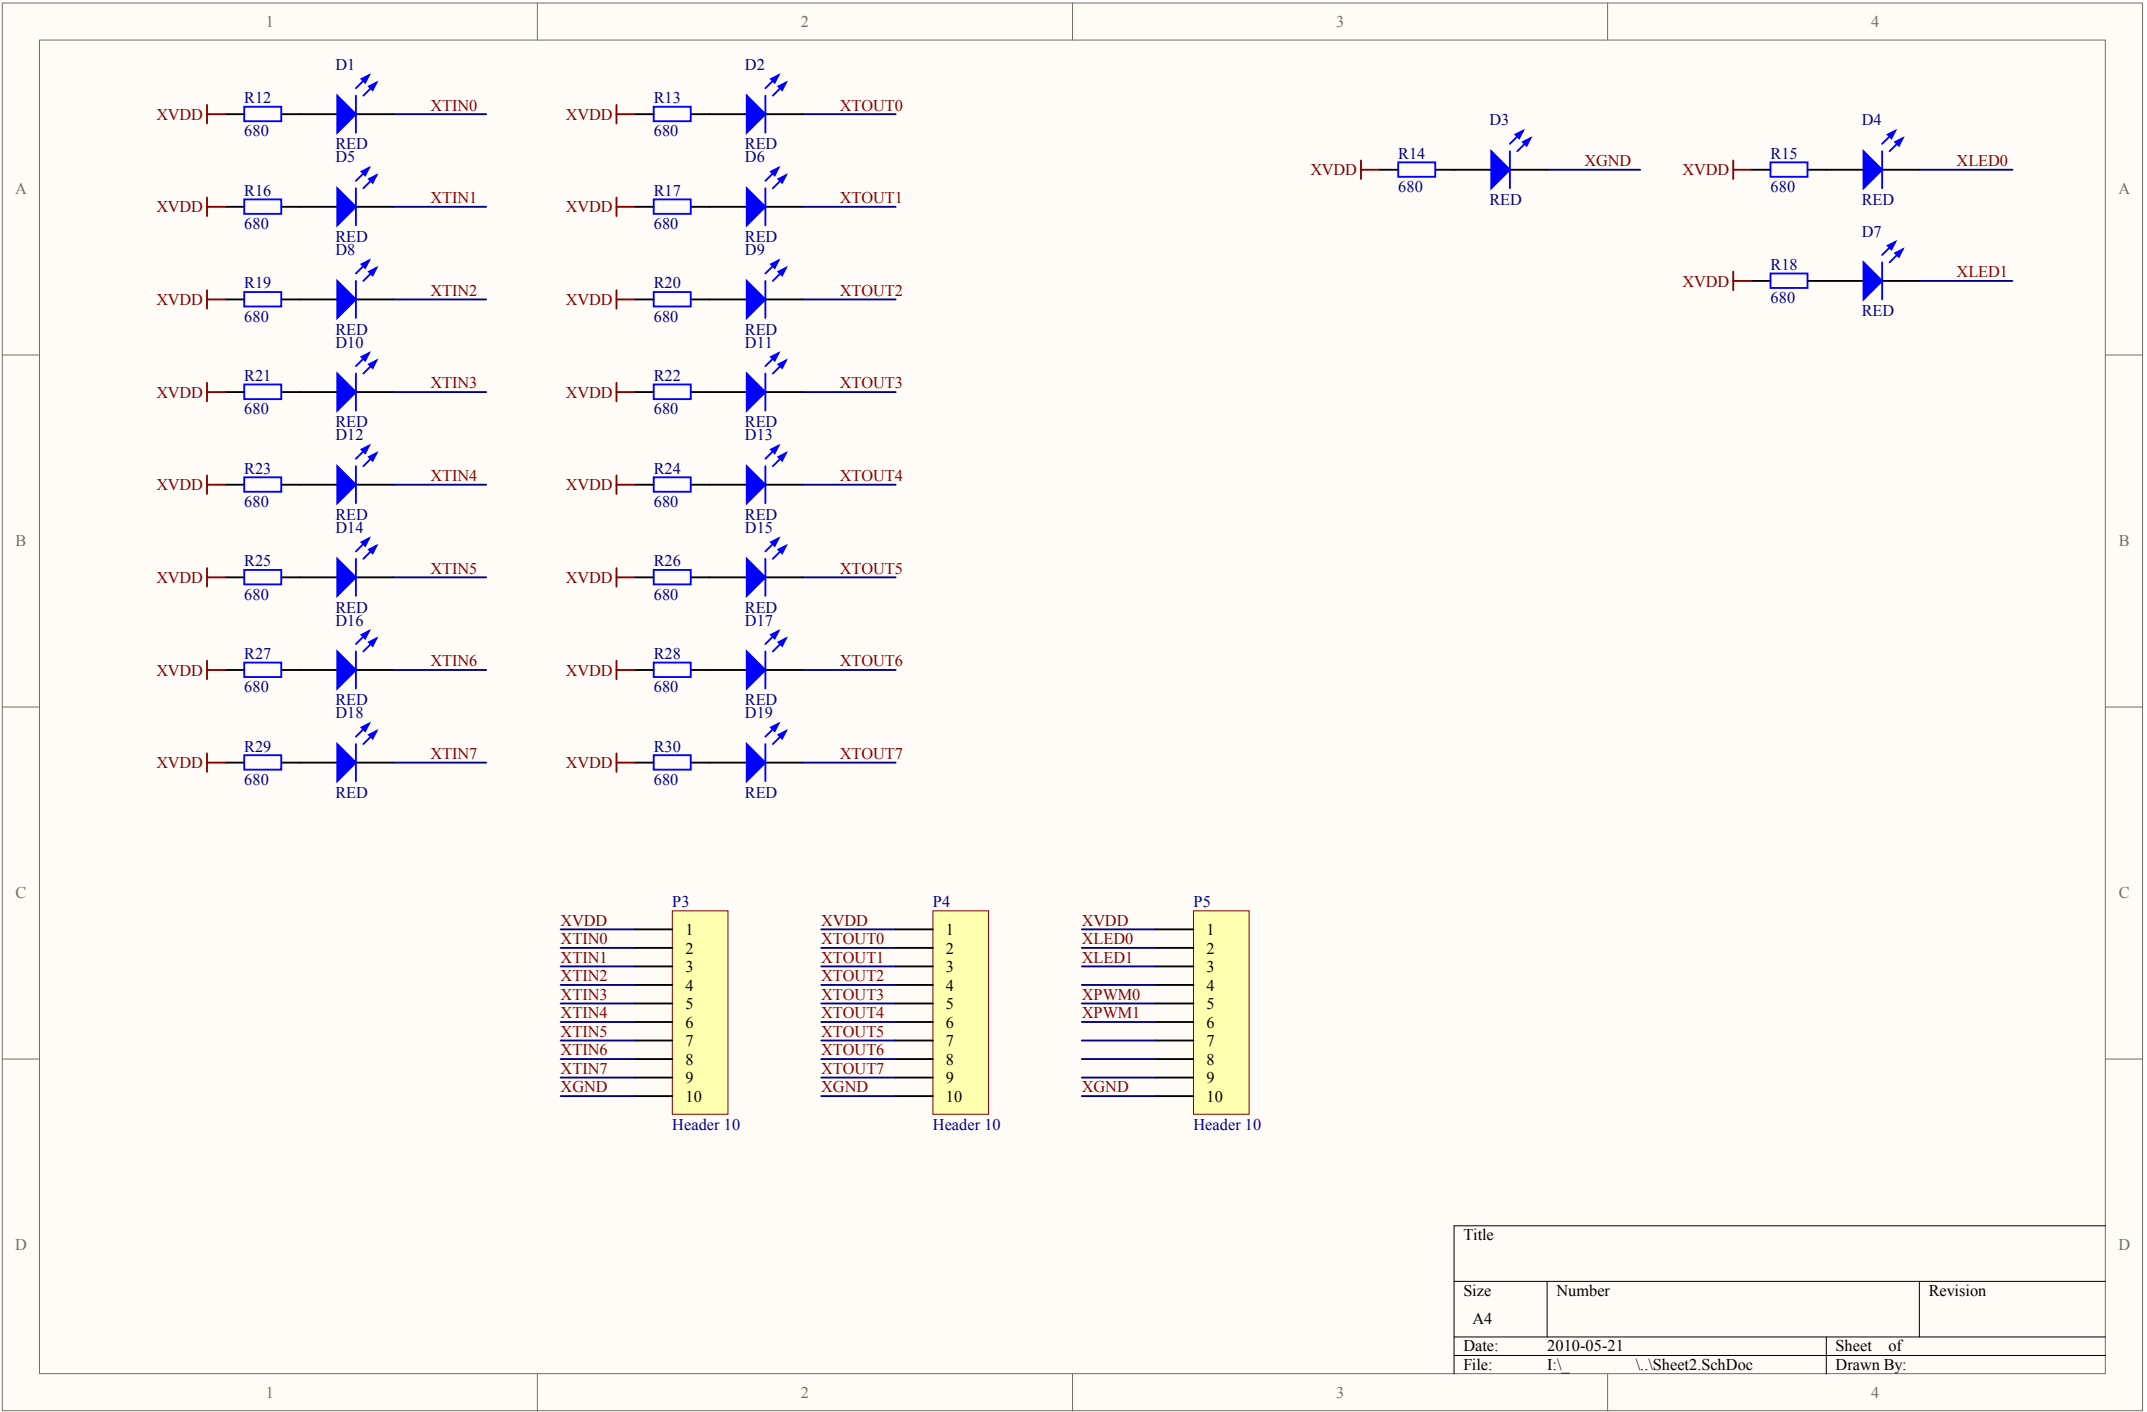 1 2 3 4
D1 D2
R12 XTIN0 R13 XTOUT0
XVDD XVDD
680 680
RED RED
D3 D4
R14 XGND R15 XLED0
XVDD XVDD
680 680
RED RED
D5 D6
R16 XTIN1 R17 XTOUT1
XVDD XVDD
680 680
RED RED
A A
D7
R18 XLED1
XVDD
680
RED
D8 D9
R19 XTIN2 R20 XTOUT2
XVDD XVDD
680 680
RED RED
D10 D11
R21 XTIN3 R22 XTOUT3
XVDD XVDD
680 680
RED RED
D12 D13
R23 XTIN4 R24 XTOUT4
XVDD XVDD
680 680
RED RED
D14 D15
B B
R25 XTIN5 R26 XTOUT5
XVDD XVDD
680 680
RED RED
D16 D17
R27 XTIN6 R28 XTOUT6
XVDD XVDD
680 680
RED RED
D18 D19
R29 XTIN7 R30 XTOUT7
XVDD XVDD
680 680
RED RED
C C
P3
XVDD 1
XTIN0 2
XTIN1 3
XTIN2 4
XTIN3 5
XTIN4 6
XTIN5 7
XTIN6 8
XTIN7 9
XGND 10
Header 10
P4
XVDD 1
XTOUT0 2
XTOUT1 3
XTOUT2 4
XTOUT3 5
XTOUT4 6
XTOUT5 7
XTOUT6 8
XTOUT7 9
XGND 10
Header 10
P5
XVDD 1
XLED0 2
XLED1 3
4
XPWM0 5
XPWM1 6
7
8
9
XGND 10
Header 10
D D
Title
Size Number Revision
A4
Date: 2010-05-21 Sheet of
File: I:\_ \..\Sheet2.SchDoc Drawn By:
1 2 3 4